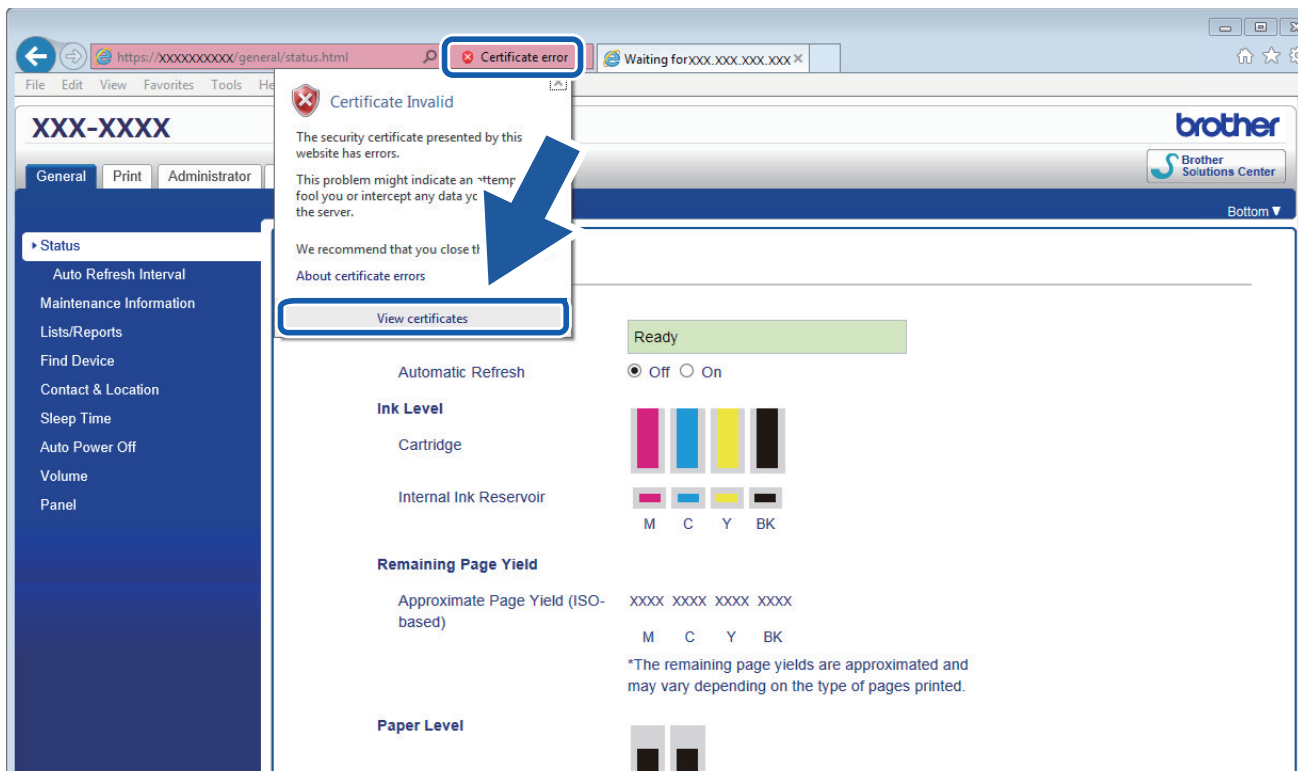 https://XXXXXXXXXX/general/status.html
Certificate error
Waiting forxxx.xxx.xxx.xxx
File Edit View Favorites Tools
Certificate Invalid
The security certificate presented by this
website has errors.
This problem might indicate an
fool you or intercept any data
the server.
We recommend that you close
About certificate errors
View certificates
XXX-XXXX
brother
Brother
Solutions Center
General Print Administrator
Bottom▼
Status
Auto Refresh Interval
Maintenance Information
Lists/Reports
Find Device
Contact & Location
Sleep Time
Auto Power Off
Volume
Panel
Ready
Automatic Refresh Off On
Ink Level
Cartridge
Internal Ink Reservoir
M C Y BK
Remaining Page Yield
Approximate Page Yield (ISO-
based)
XXXX XXXX XXXX XXXX
M C Y BK
*The remaining page yields are approximated and
may vary depending on the type of pages printed.
Paper Level